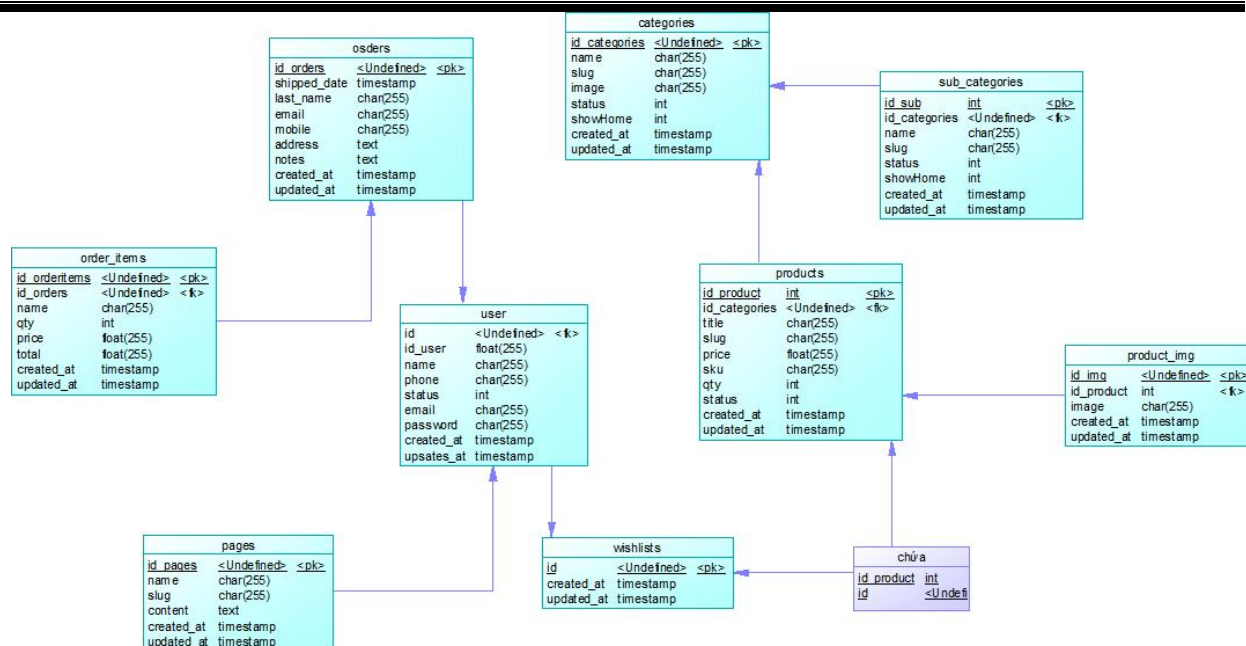 categories
id_categories <Undefined> <pk>
name char(255)
slug char(255)
image char(255)
status int
showHome int
created_at timestamp
updated_at timestamp
osders
id_orders <Undefined> <pk>
shipped_date timestamp
last_name char(255)
email char(255)
mobile char(255)
address text
notes text
created_at timestamp
updated_at timestamp
sub_categories
id_sub int <pk>
id_categories <Undefined> <fk>
name char(255)
slug char(255)
status int
showHome int
created_at timestamp
updated_at timestamp
order_items
id_orderitems <Undefined> <pk>
id_orders <Undefined> <fk>
name char(255)
qty int
price float(255)
total float(255)
created_at timestamp
updated_at timestamp
products
id_product int <pk>
id_categories <Undefined> <fk>
title char(255)
slug char(255)
price float(255)
sku char(255)
qty int
status int
created_at timestamp
updated_at timestamp
user
id <Undefined> <fk>
id_user float(255)
name char(255)
phone char(255)
status int
email char(255)
password char(255)
created_at timestamp
upsates_at timestamp
product_img
id_img <Undefined> <pk>
id_product int <fk>
image char(255)
created_at timestamp
updated_at timestamp
pages
id_pages <Undefined> <pk>
name char(255)
slug char(255)
content text
created_at timestamp
updated_at timestamp
wishlists
id <Undefined> <pk>
created_at timestamp
updated_at timestamp
chứa
id_product int
id <Undefi